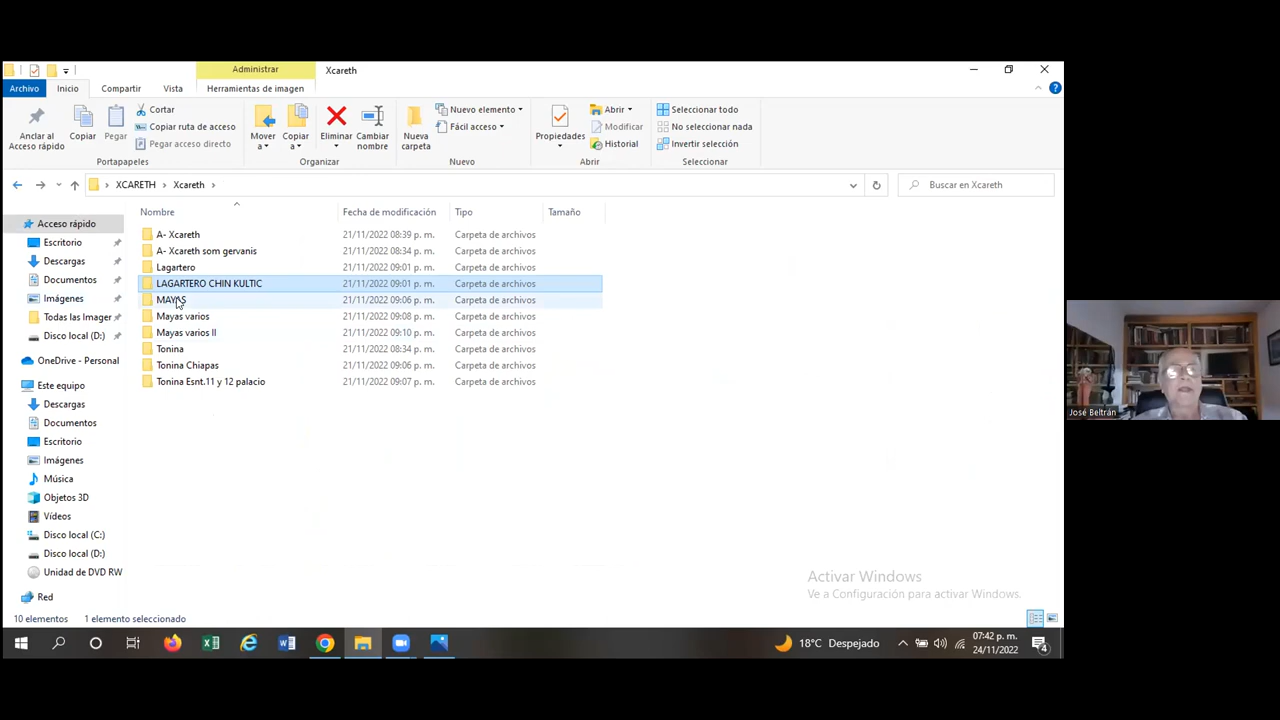 Administrar
Xcareth
Archivo
Inicio
Compartir
Vista
Herramientas de imagen
Anclar al
Acceso rápido
Copiar
Pegar
Cortar
Copiar ruta de acceso
Pegar acceso directo
Portapapeles
Mover
a
Copiar
a
Eliminar
Cambiar
nombre
Organizar
Nueva
carpeta
Nuevo elemento
Fácil acceso
Nuevo
Propiedades
Abrir
Modificar
Historial
Abrir
Seleccionar todo
No seleccionar nada
Invertir selección
Seleccionar
XCARETH
Xcareth
Buscar en Xcareth
Acceso rápido
Escritorio
Descargas
Documentos
Imágenes
Todas las Imager
Disco local (D:)
OneDrive - Personal
Este equipo
Descargas
Documentos
Escritorio
Imágenes
Música
Objetos 3D
Vídeos
Disco local (C:)
Disco local (D:)
Unidad de DVD RW
Red
Nombre Fecha de modificación Tipo Tamaño
A- Xcareth 21/11/2022 08:39 p. m. Carpeta de archivos
A- Xcareth som gervanis 21/11/2022 08:34 p. m. Carpeta de archivos
Lagartero 21/11/2022 09:01 p. m. Carpeta de archivos
LAGARTERO CHIN KULTIC 21/11/2022 09:01 p. m. Carpeta de archivos
MAYAS 21/11/2022 09:06 p. m. Carpeta de archivos
Mayas varios 21/11/2022 09:08 p. m. Carpeta de archivos
Mayas varios II 21/11/2022 09:10 p. m. Carpeta de archivos
Tonina 21/11/2022 08:34 p. m. Carpeta de archivos
Tonina Chiapas 21/11/2022 09:06 p. m. Carpeta de archivos
Tonina Esnt.11 y 12 palacio 21/11/2022 09:07 p. m. Carpeta de archivos
José Beltrán
Activar Windows
Ve a Configuración para activar Windows.
10 elementos 1 elemento seleccionado
18°C Despejado
07:42 p. m.
24/11/2022
4